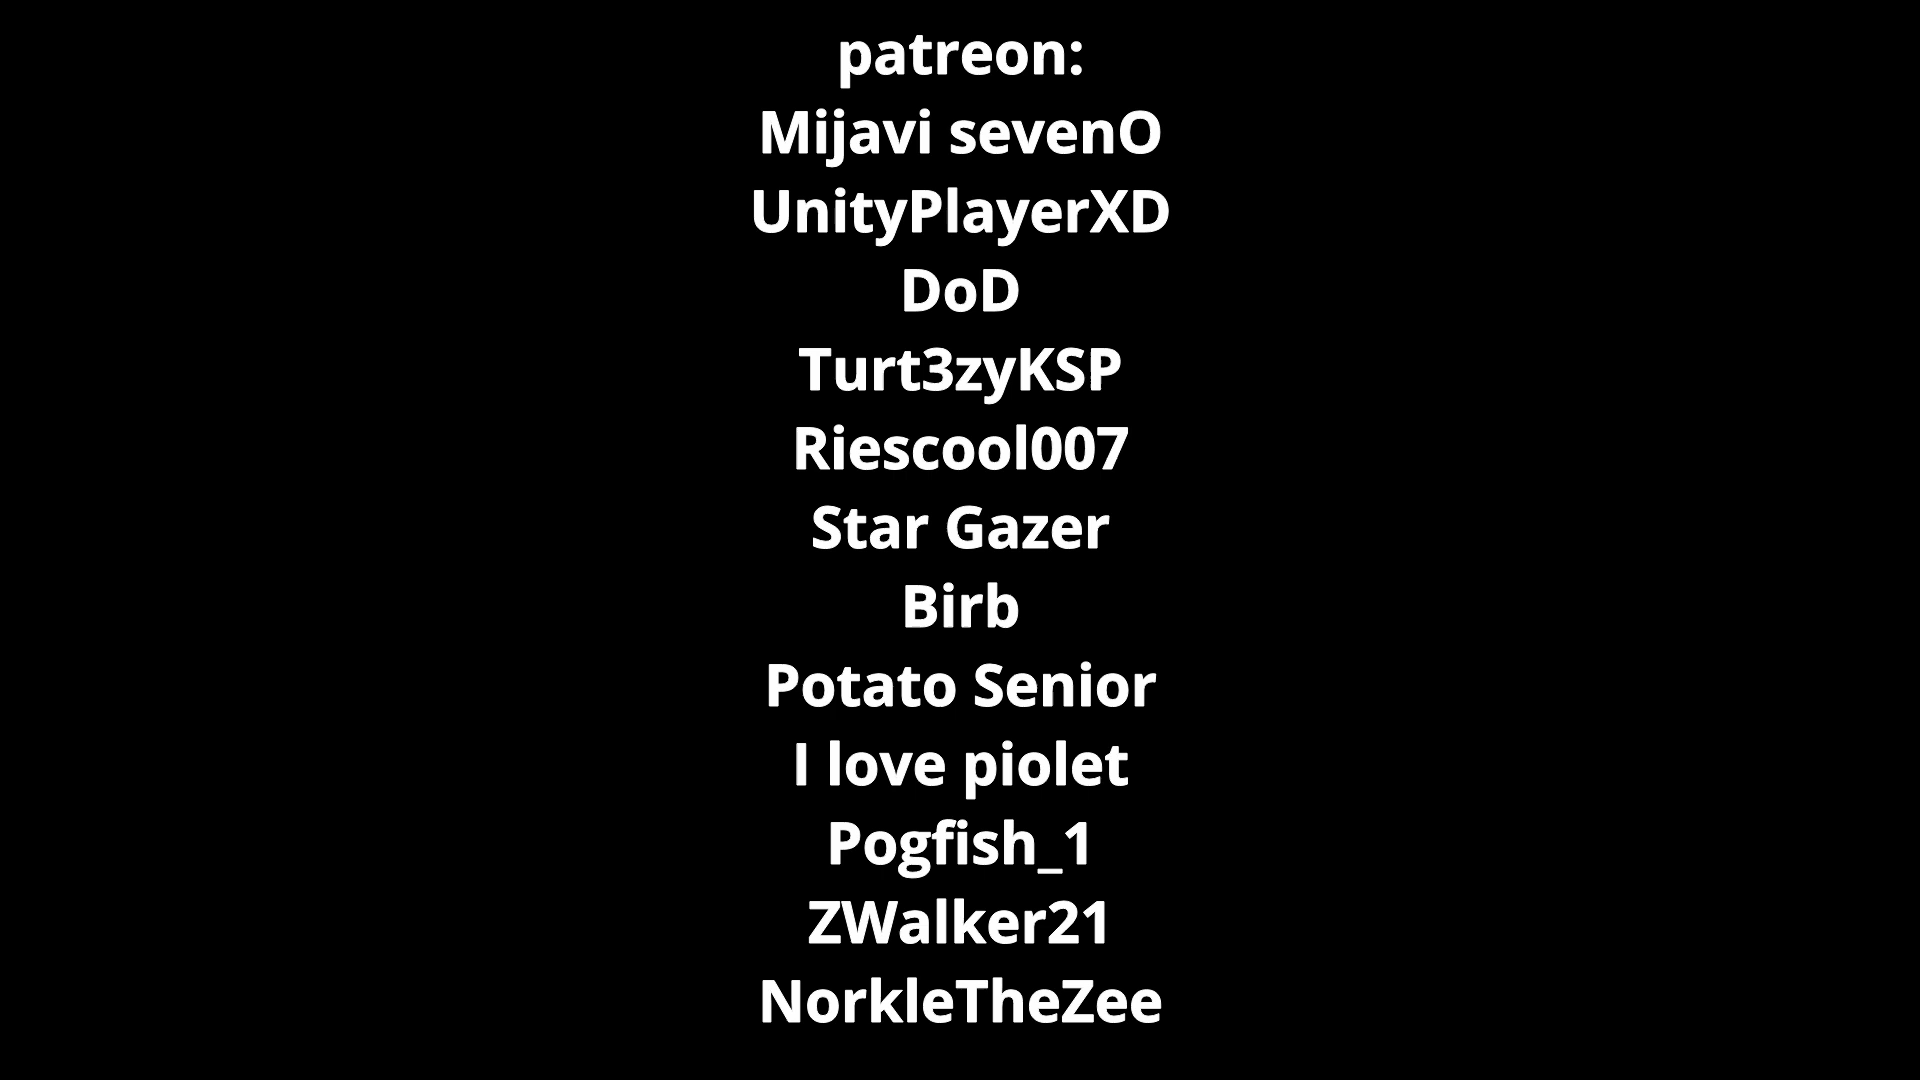 patreon:
Mijavi sevenO
UnityPlayerXD
DoD
Turt3zyKSP
Riescool007
Star Gazer
Birb
Potato Senior
I love piolet
Pogfish_1
ZWalker21
NorkleTheZee